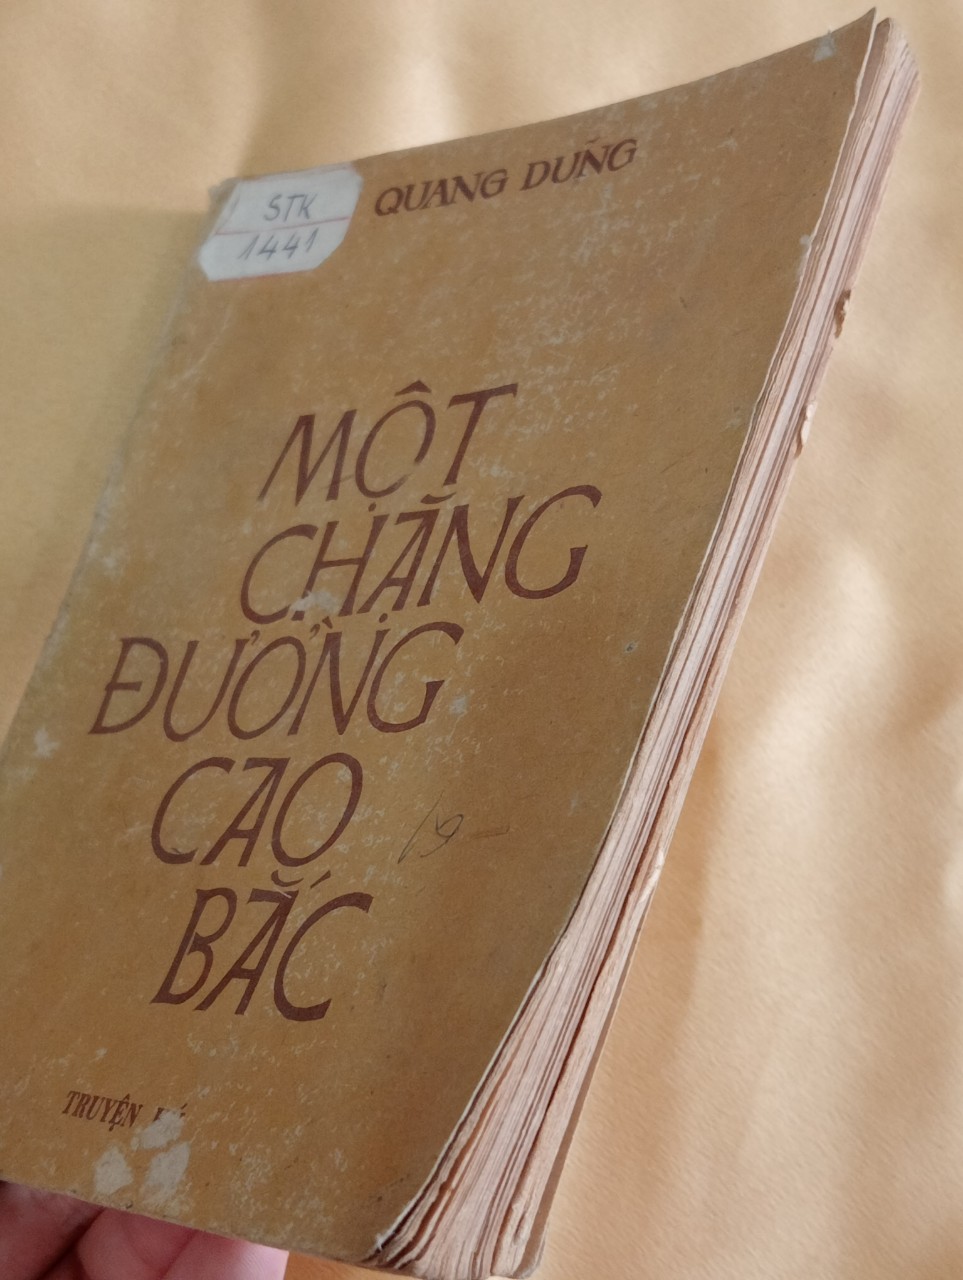 STK
1441
QUANG DŨNG
MỘT
CHẶNG
ĐƯỜNG
CAO
BẮC
TRUYỆN